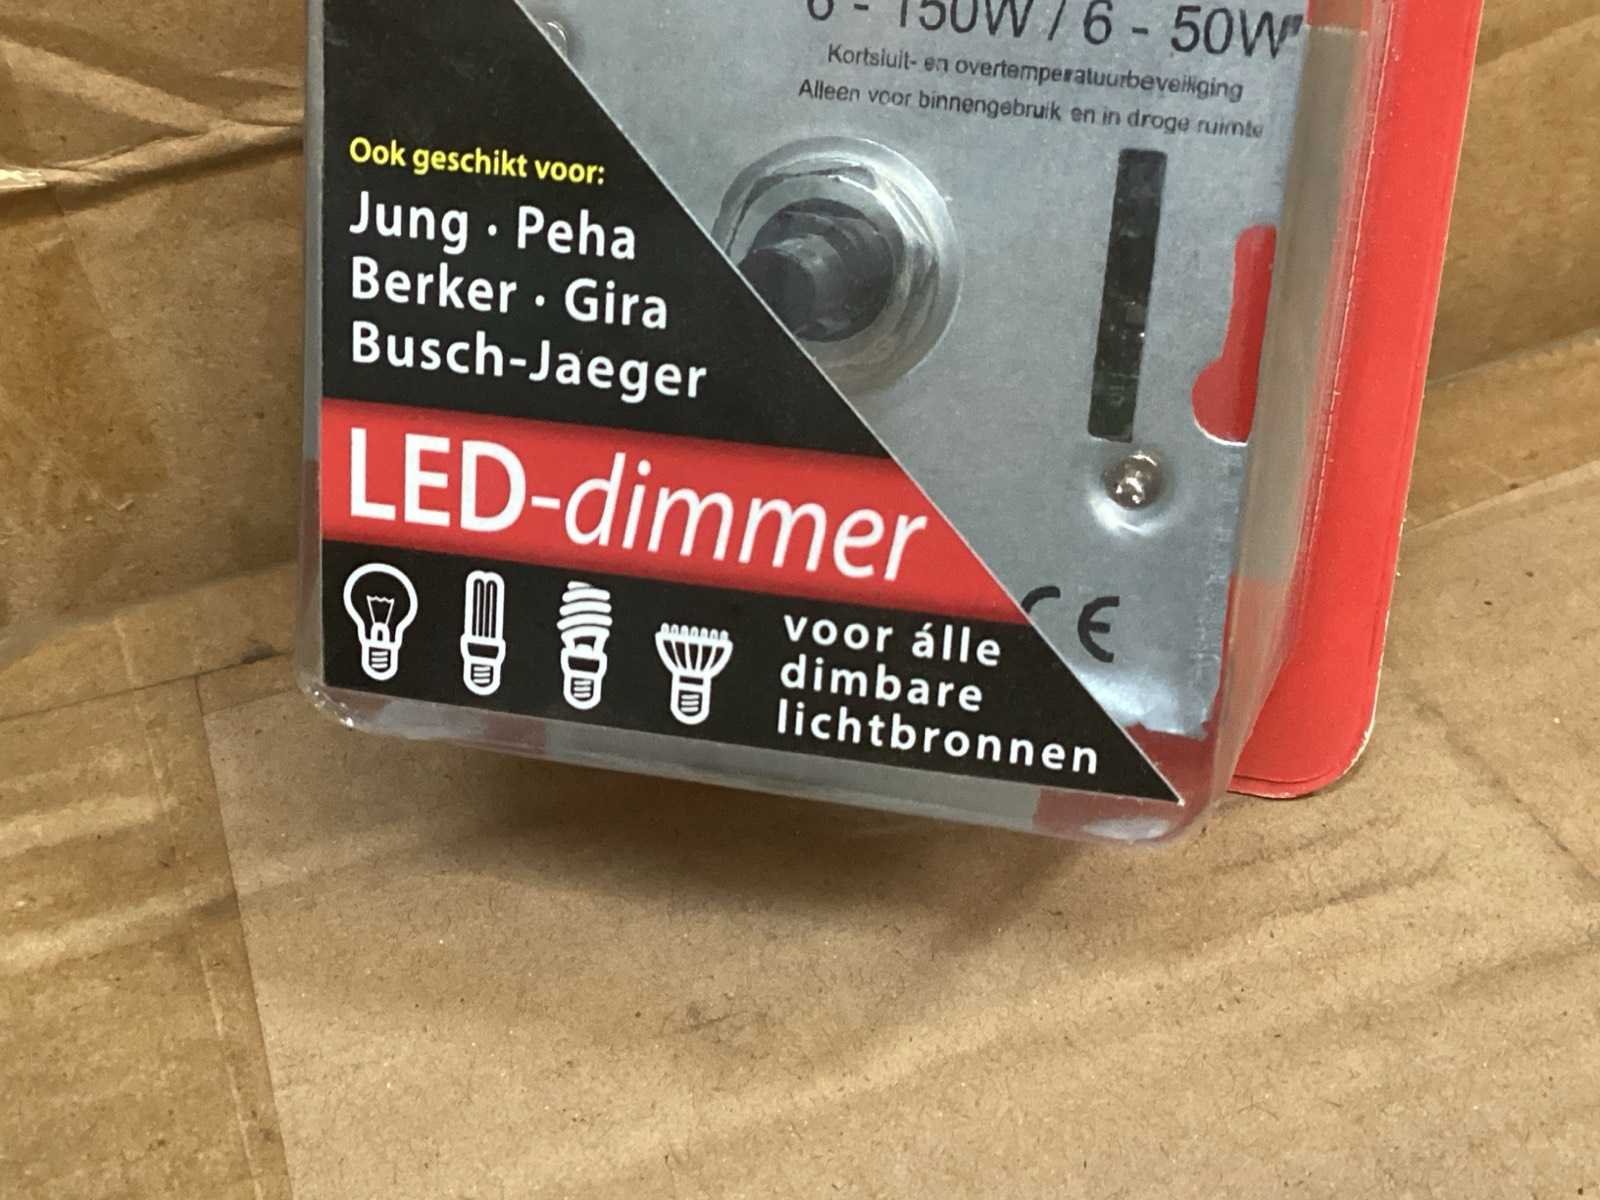 6 - 150W / 6 - 50W
Kortsluit- en overtemperatuurbeveiliging
Alleen voor binnengebruik en in droge ruimte
Ook geschikt voor:
Jung · Peha
Berker · Gira
Busch-Jaeger
LED-dimmer
voor álle
dimbare
lichtbronnen
CE